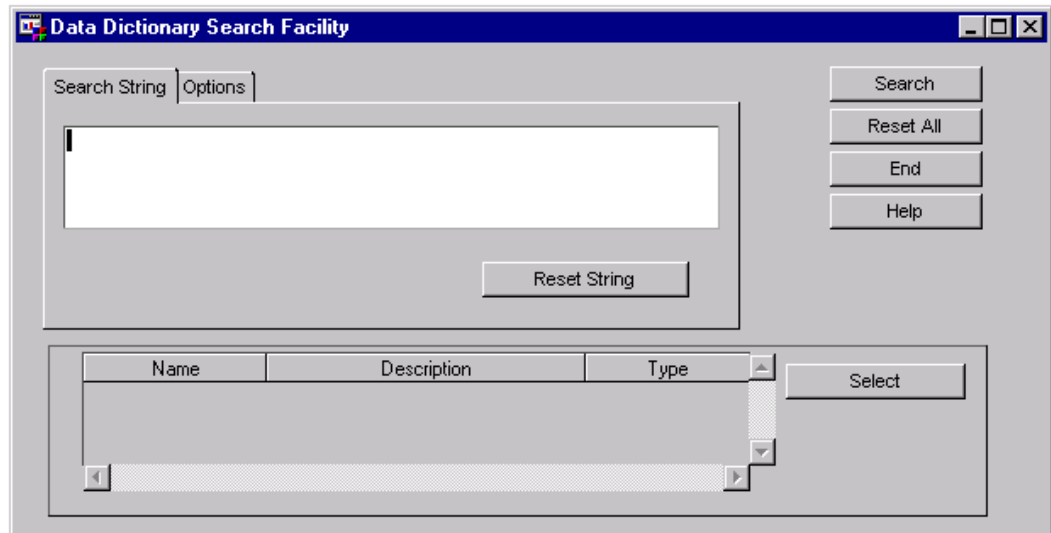 Data Dictionary Search Facility
Search String Options
Search
Reset All
End
Help
Reset String
Name Description Type
Select